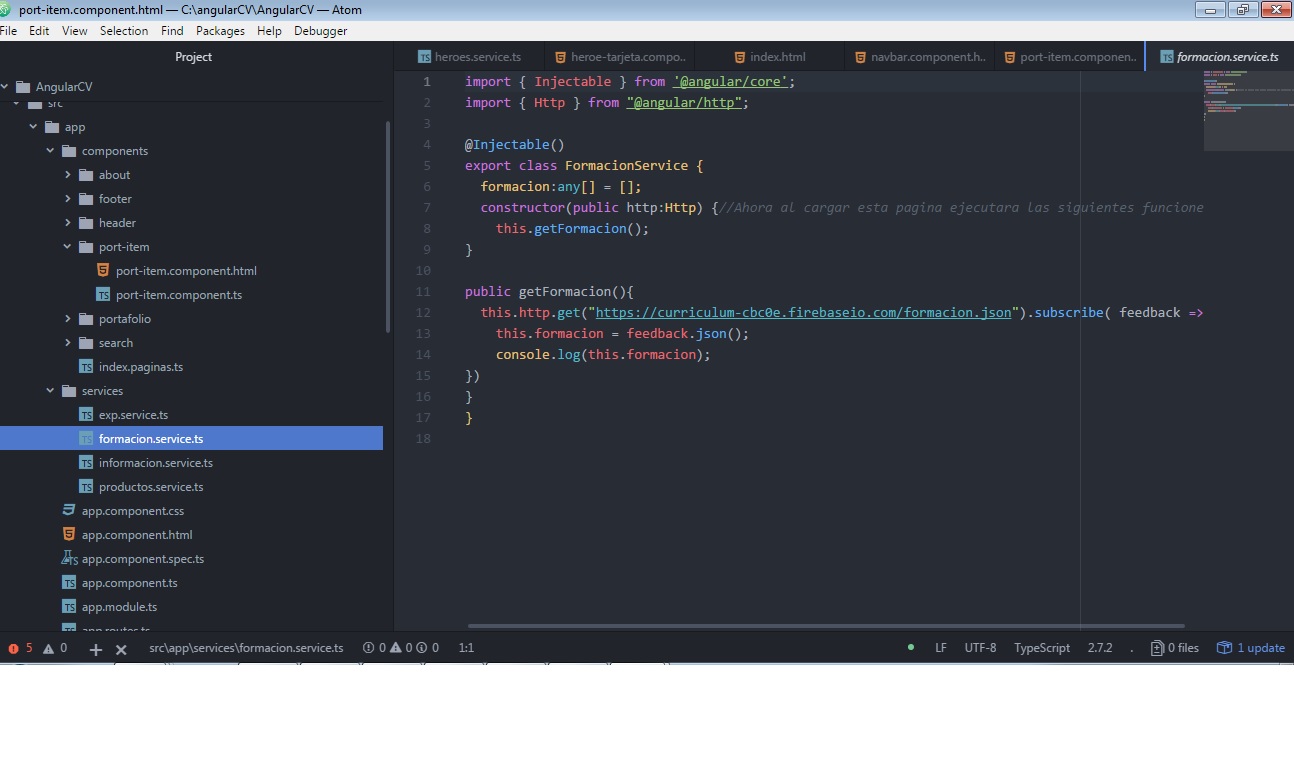 port-item.component.html — C:\angularCV\AngularCV — Atom
File Edit View Selection Find Packages Help Debugger
Project
AngularCV
src
app
components
about
footer
header
port-item
port-item.component.html
port-item.component.ts
portafolio
search
index.paginas.ts
services
exp.service.ts
formacion.service.ts
informacion.service.ts
productos.service.ts
app.component.css
app.component.html
app.component.spec.ts
app.component.ts
app.module.ts
app.routes.ts
heroes.service.ts heroe-tarjeta.compo.. index.html navbar.component.h.. port-item.componen.. formacion.service.ts
1 import { Injectable } from '@angular/core';
2 import { Http } from "@angular/http";
3
4 @Injectable()
5 export class FormacionService {
6 formacion:any[] = [];
7 constructor(public http:Http) {//Ahora al cargar esta pagina ejecutara las siguientes funcione
8 this.getFormacion();
9 }
10
11 public getFormacion(){
12 this.http.get("https://curriculum-cbc0e.firebaseio.com/formacion.json").subscribe( feedback =>
13 this.formacion = feedback.json();
14 console.log(this.formacion);
15 })
16 }
17 }
18
5 0 src\app\services\formacion.service.ts 0 0 0 1:1 LF UTF-8 TypeScript 2.7.2 . 0 files 1 update